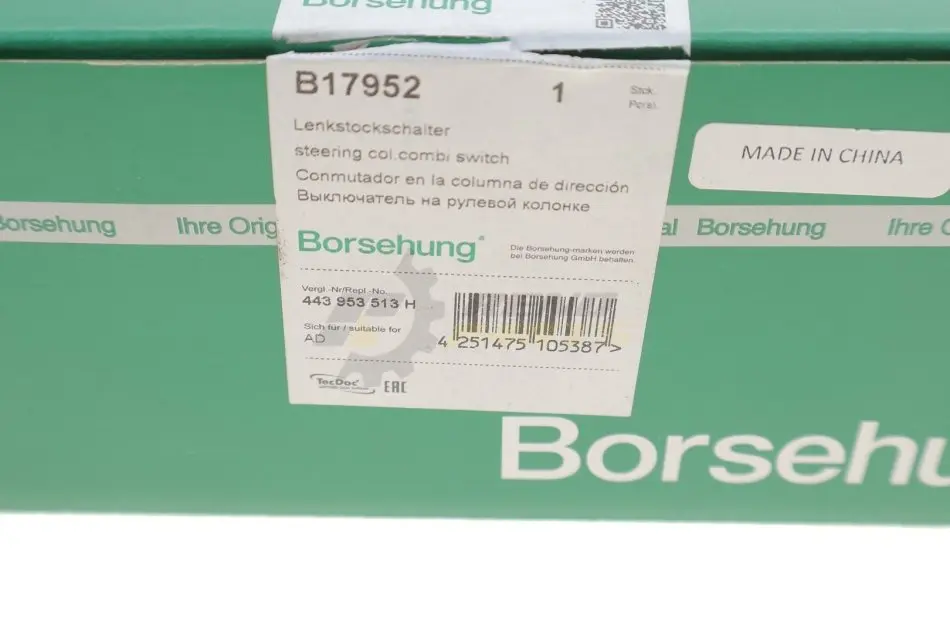 Borsehung
B17952 1 Stck.
Pc(s).
Lenkstockschalter
steering col.combi switch
Conmutador en la columna de dirección
Выключатель на рулевой колонке
MADE IN CHINA
Borsehung Ihre Orig al Borsehung Ihre O
Borsehung
Die Borsehung-marken werden
bei Borsehung GmbH behalten.
Vergl.-Nr/Repl.-No.
443 953 513 H
Sich für / suitable for
AD
4 251475 105387 >
TecDoc EAC
Borsehu